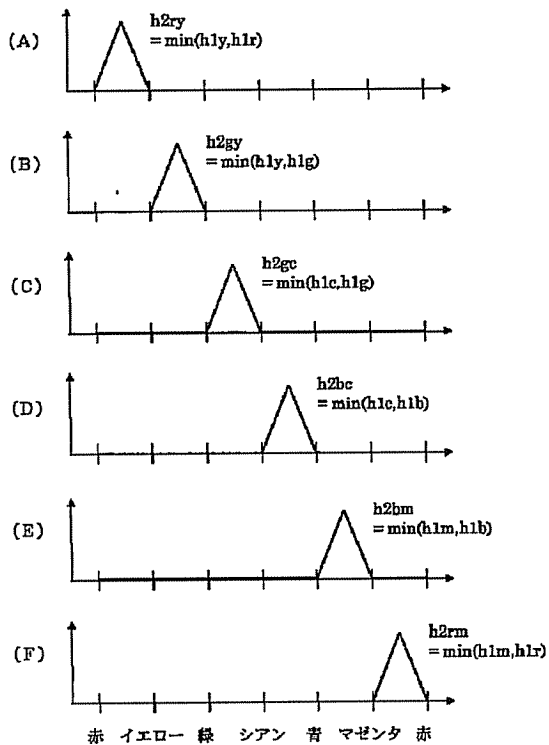 (A)
h2ry
= min(h1y,h1r)
(B)
h2gy
= min(h1y,h1g)
(C)
h2gc
= min(h1c,h1g)
(D)
h2bc
= min(h1c,h1b)
(E)
h2bm
= min(h1m,h1b)
(F)
h2rm
= min(h1m,h1r)
赤 イエロー 緑 シアン 青 マゼンタ 赤